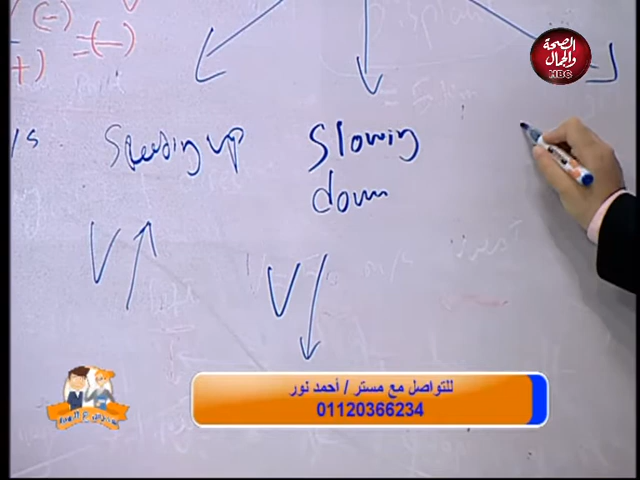 الصحة
والجمال
HBC
(-)
+) = (-)
/s
Speeding up
Slowing
down
V↑
V↓
للتواصل مع مستر / أحمد نور
01120366234